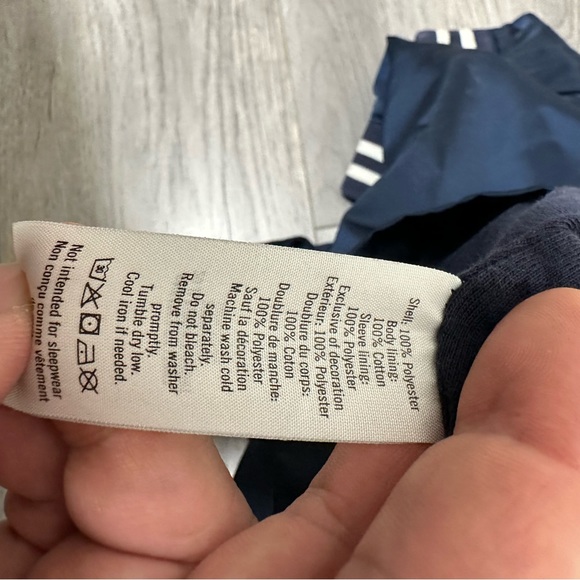 Shell: 100% Polyester
Body lining:
100% Cotton
Sleeve lining:
100% Polyester
Exclusive of decoration
Extérieur: 100% Polyester
Doublure du corps:
100% Coton
Doublure de manche:
100% Polyester
Sauf la décoration
Machine wash cold
separately.
Do not bleach.
Remove from washer
promptly.
Tumble dry low.
Cool iron if needed.
30
Not intended for sleepwear
Non conçu comme vêtement